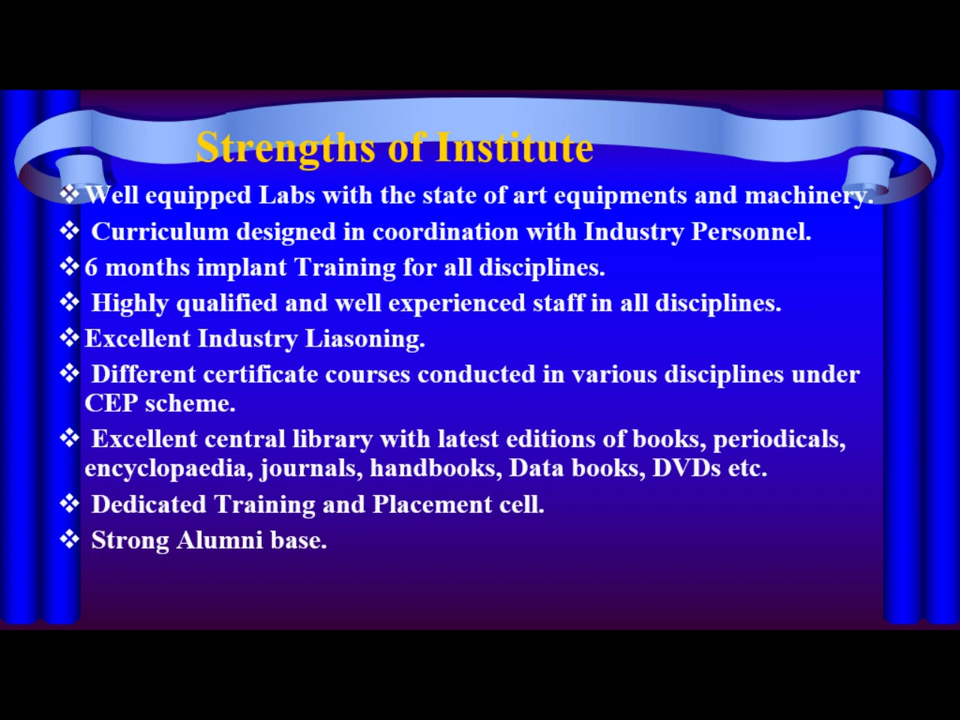 Strengths of Institute
❖ Well equipped Labs with the state of art equipments and machinery.
❖ Curriculum designed in coordination with Industry Personnel.
❖ 6 months implant Training for all disciplines.
❖ Highly qualified and well experienced staff in all disciplines.
❖ Excellent Industry Liasoning.
❖ Different certificate courses conducted in various disciplines under
CEP scheme.
❖ Excellent central library with latest editions of books, periodicals,
encyclopaedia, journals, handbooks, Data books, DVDs etc.
❖ Dedicated Training and Placement cell.
❖ Strong Alumni base.